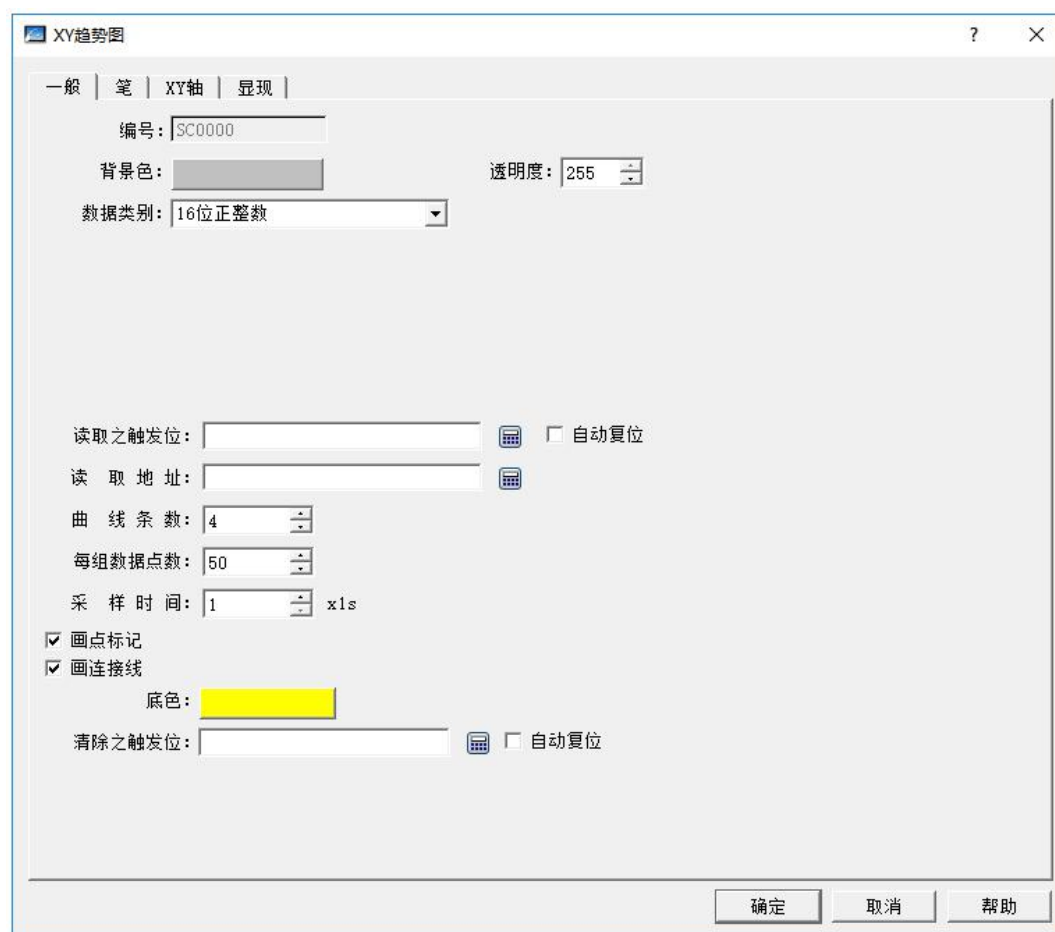 XY趋势图
一般 笔 XY轴 显现
编号: SC0000
背景色: 透明度: 255
数据类别: 16位正整数
读取之触发位: 自动复位
读 取 地 址:
曲 线 条 数: 4
每组数据点数: 50
采 样 时 间: 1 x1s
画点标记
画连接线
底色:
清除之触发位: 自动复位
确定 取消 帮助